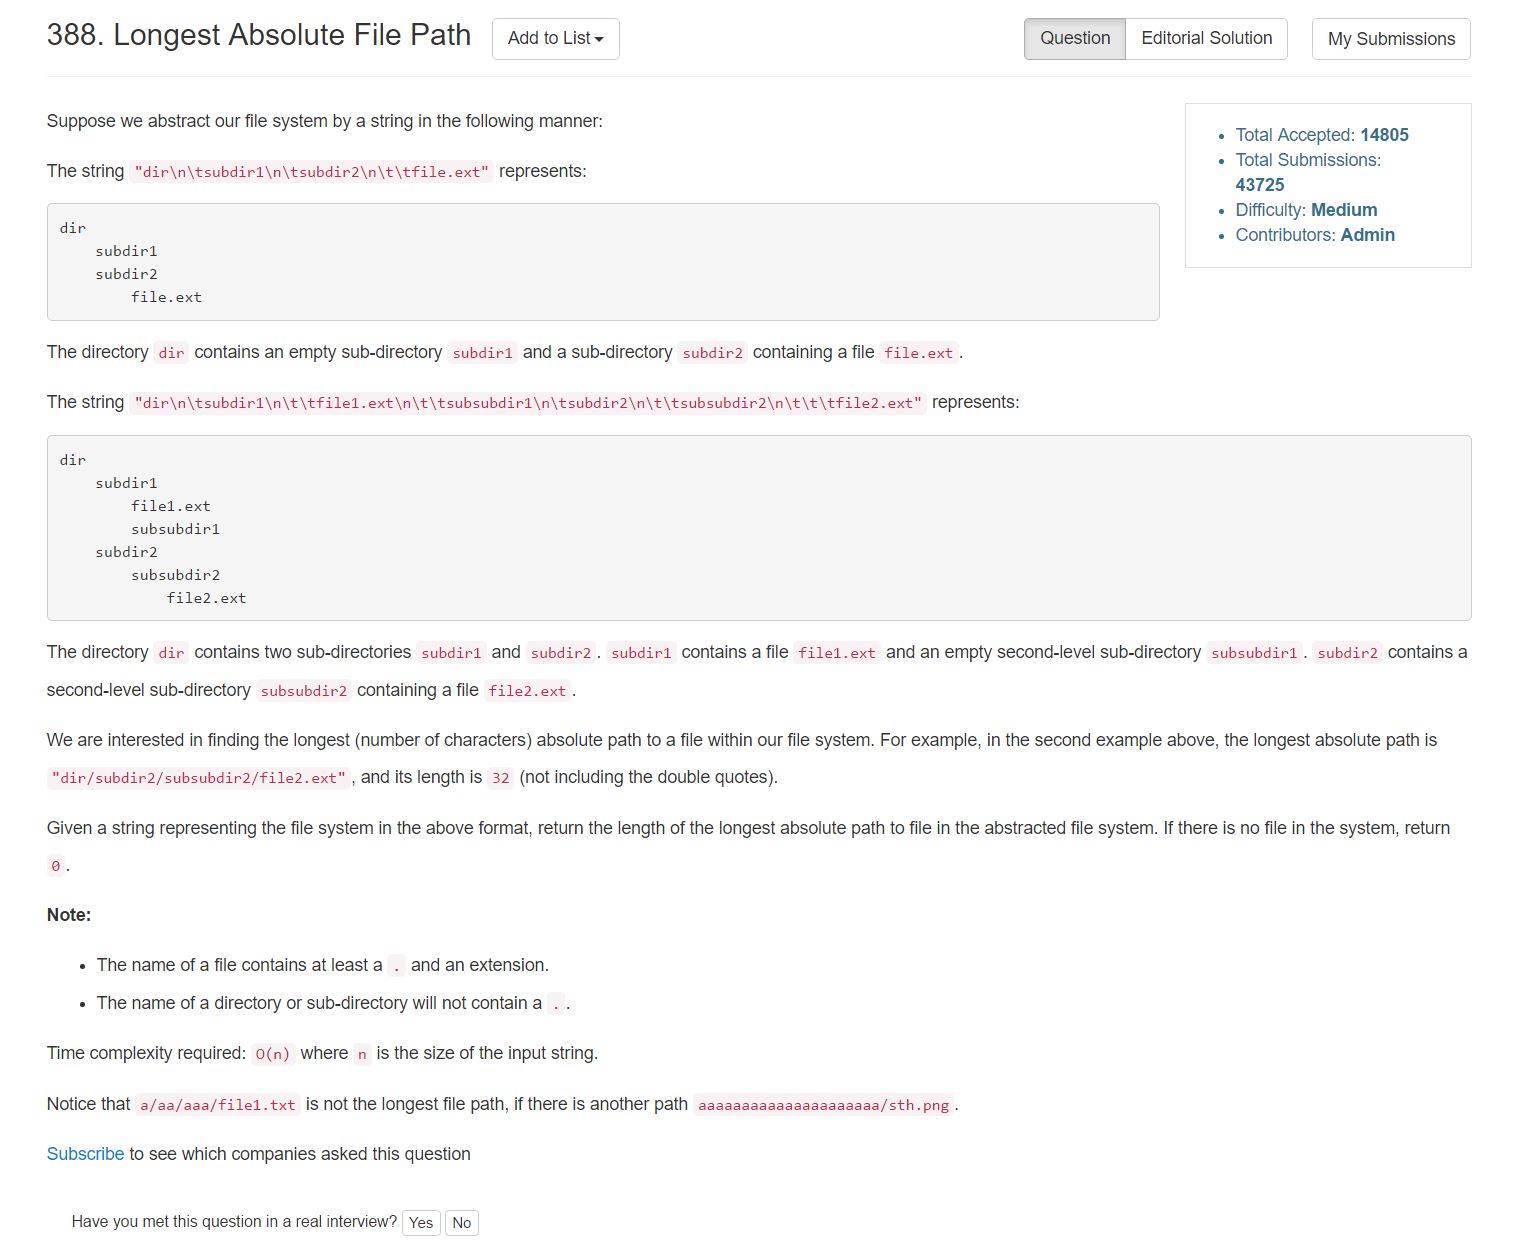 388. Longest Absolute File Path
Add to List
Question
Editorial Solution
My Submissions
Total Accepted: 14805
Total Submissions:
43725
Difficulty: Medium
Contributors: Admin
Suppose we abstract our file system by a string in the following manner:
The string "dir\n\tsubdir1\n\tsubdir2\n\t\tfile.ext" represents:
dir
    subdir1
    subdir2
        file.ext
The directory dir contains an empty sub-directory subdir1 and a sub-directory subdir2 containing a file file.ext.
The string "dir\n\tsubdir1\n\t\tfile1.ext\n\t\tsubsubdir1\n\tsubdir2\n\t\tsubsubdir2\n\t\t\tfile2.ext" represents:
dir
    subdir1
        file1.ext
        subsubdir1
    subdir2
        subsubdir2
            file2.ext
The directory dir contains two sub-directories subdir1 and subdir2. subdir1 contains a file file1.ext and an empty second-level sub-directory subsubdir1. subdir2 contains a
second-level sub-directory subsubdir2 containing a file file2.ext.
We are interested in finding the longest (number of characters) absolute path to a file within our file system. For example, in the second example above, the longest absolute path is
"dir/subdir2/subsubdir2/file2.ext", and its length is 32 (not including the double quotes).
Given a string representing the file system in the above format, return the length of the longest absolute path to file in the abstracted file system. If there is no file in the system, return
0.
Note:
The name of a file contains at least a . and an extension.
The name of a directory or sub-directory will not contain a ..
Time complexity required: O(n) where n is the size of the input string.
Notice that a/aa/aaa/file1.txt is not the longest file path, if there is another path aaaaaaaaaaaaaaaaaaaaa/sth.png.
Subscribe to see which companies asked this question
Have you met this question in a real interview? Yes No